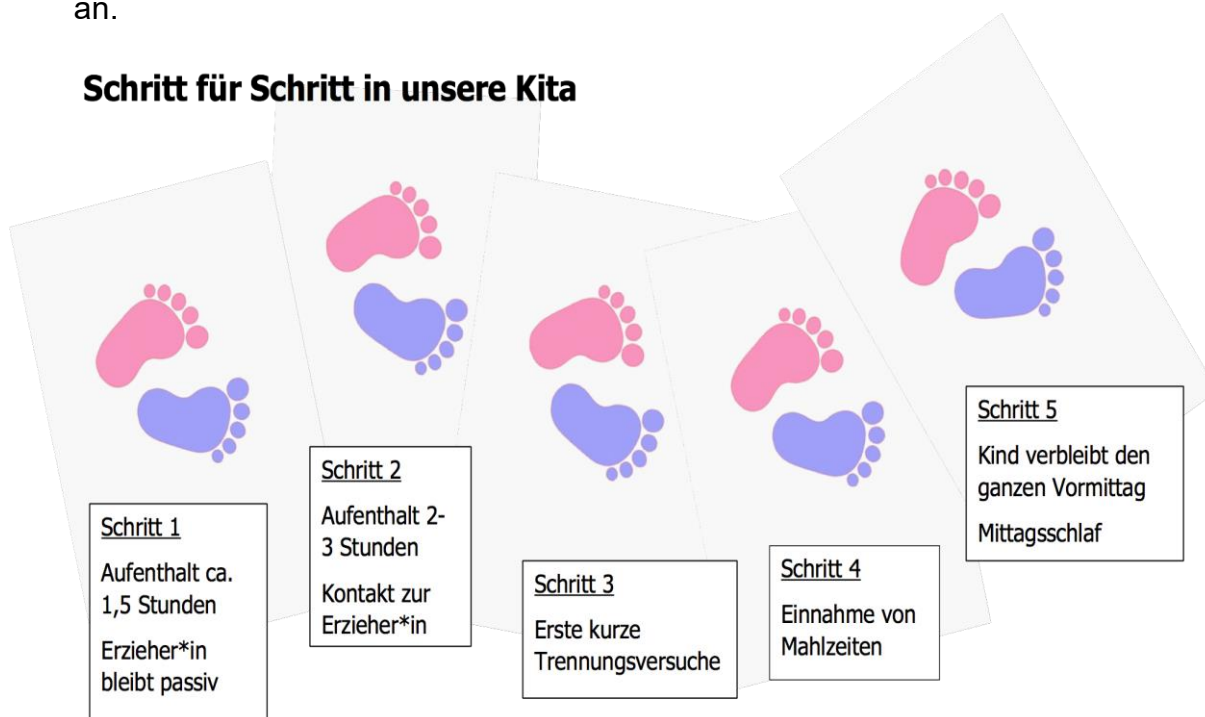 an.
Schritt für Schritt in unsere Kita
Schritt 1
Aufenthalt ca.
1,5 Stunden
Erzieher*in
bleibt passiv
Schritt 2
Aufenthalt 2-
3 Stunden
Kontakt zur
Erzieher*in
Schritt 3
Erste kurze
Trennungsversuche
Schritt 4
Einnahme von
Mahlzeiten
Schritt 5
Kind verbleibt den
ganzen Vormittag
Mittagsschlaf